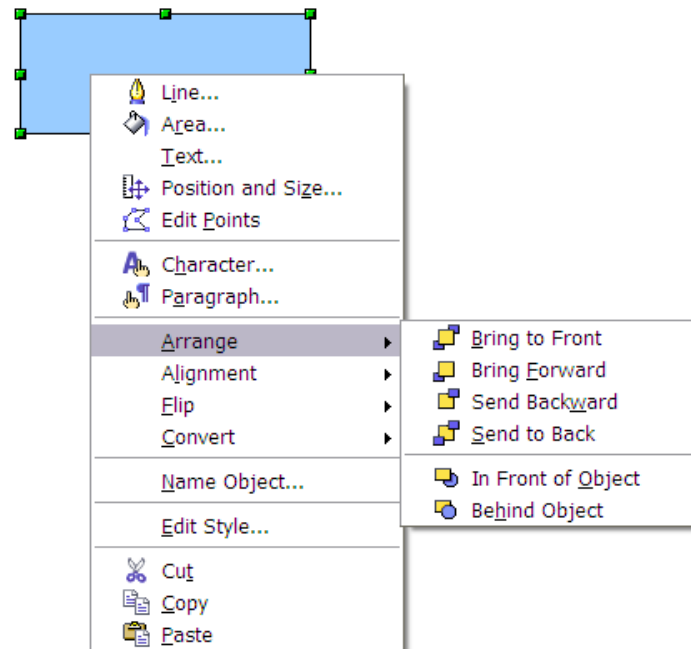 Line...
Area...
Text...
Position and Size...
Edit Points
Character...
Paragraph...
Arrange
Alignment
Flip
Convert
Name Object...
Edit Style...
Cut
Copy
Paste
Bring to Front
Bring Forward
Send Backward
Send to Back
In Front of Object
Behind Object